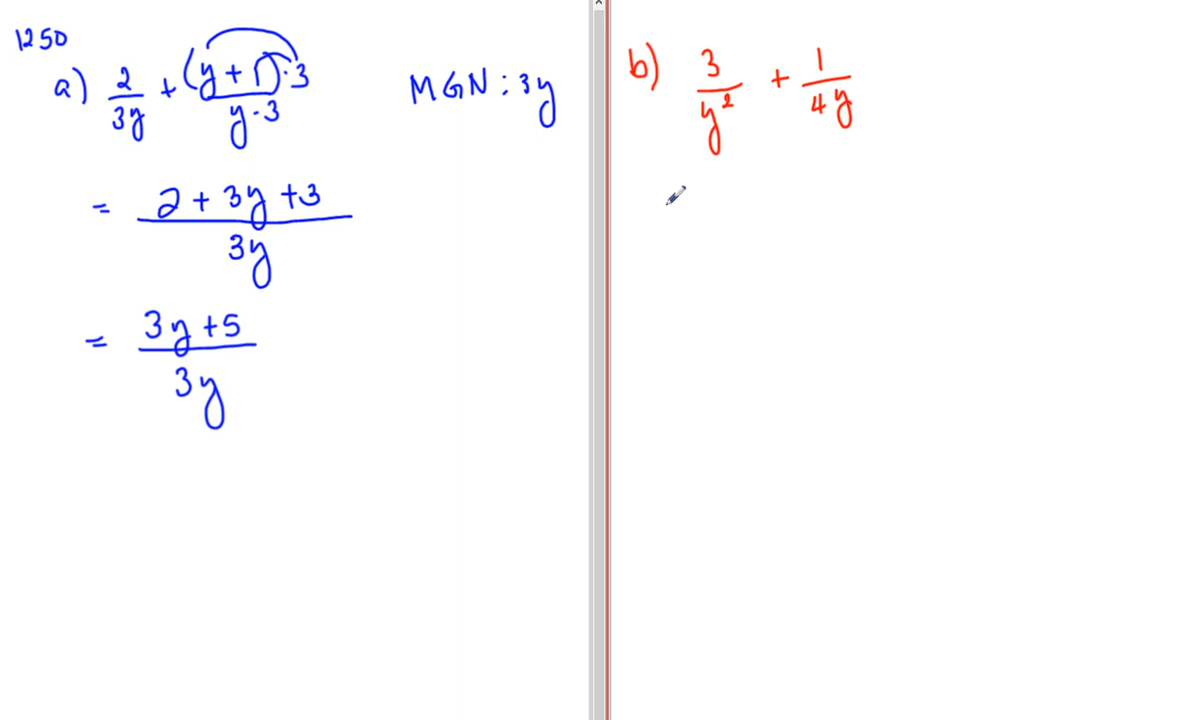 1250
a) 2/3y + (y + 1)·3/y·3 MGN : 3y
= 2 + 3y + 3/3y
= 3y + 5/3y
b) 3/y² + 1/4y